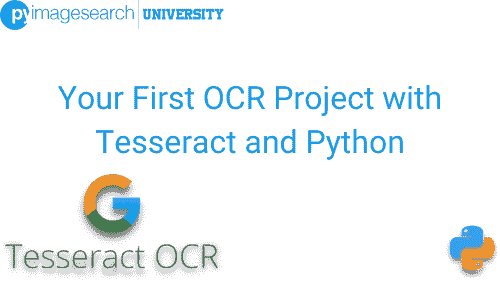 pyimagesearch UNIVERSITY
Your First OCR Project with
Tesseract and Python
Tesseract OCR